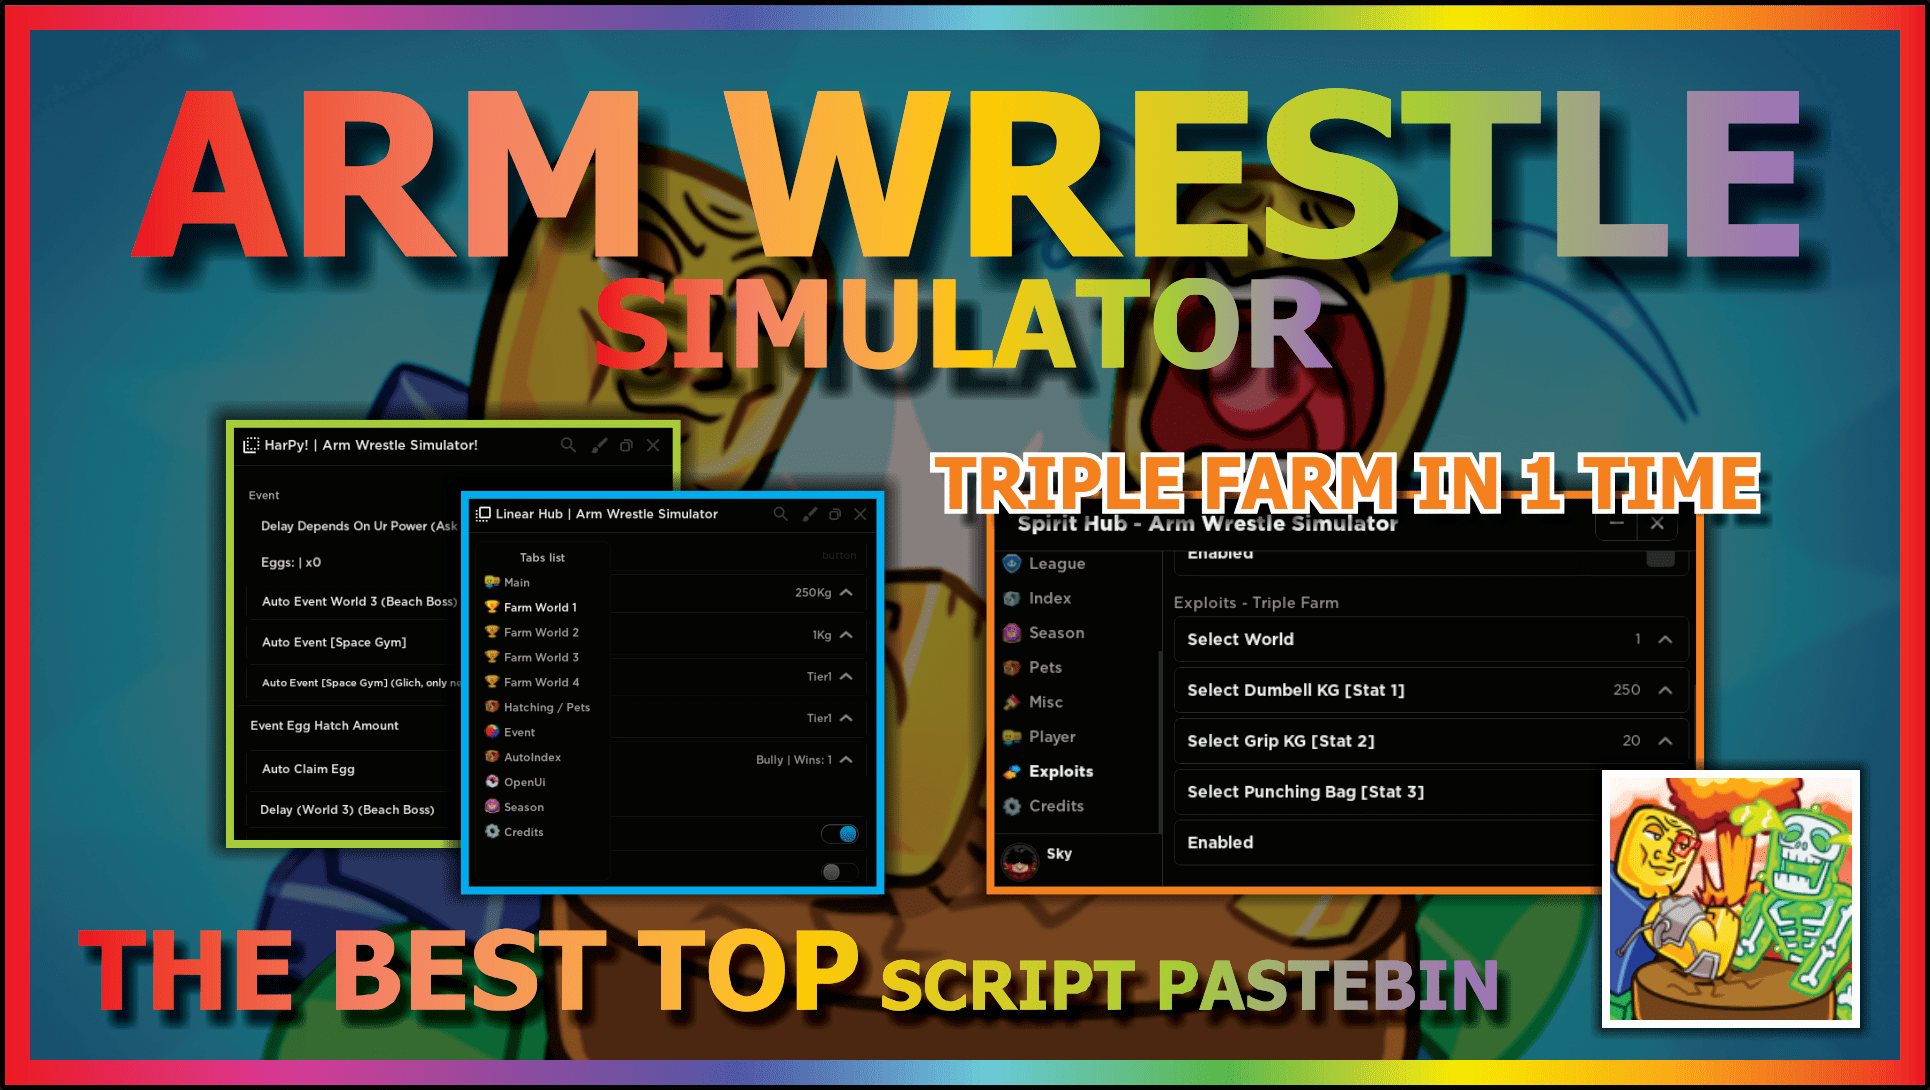 ARM WRESTLE
SIMULATOR
TRIPLE FARM IN 1 TIME
HarPy! | Arm Wrestle Simulator!
Event
Delay Depends On Ur Power (Ask
Eggs: | x0
Auto Event World 3 (Beach Boss)
Auto Event [Space Gym]
Auto Event [Space Gym] (Glich, only ne
Event Egg Hatch Amount
Auto Claim Egg
Delay (World 3) (Beach Boss)
Linear Hub | Arm Wrestle Simulator
Tabs list
Main
Farm World 1
Farm World 2
Farm World 3
Farm World 4
Hatching / Pets
Event
AutoIndex
OpenUi
Season
Credits
button
250Kg
1Kg
Tier1
Tier1
Bully | Wins: 1
Spirit Hub - Arm Wrestle Simulator
League
Index
Season
Pets
Misc
Player
Exploits
Credits
Sky
Enabled
Exploits - Triple Farm
Select World 1
Select Dumbell KG [Stat 1] 250
Select Grip KG [Stat 2] 20
Select Punching Bag [Stat 3]
Enabled
THE BEST TOP SCRIPT PASTEBIN